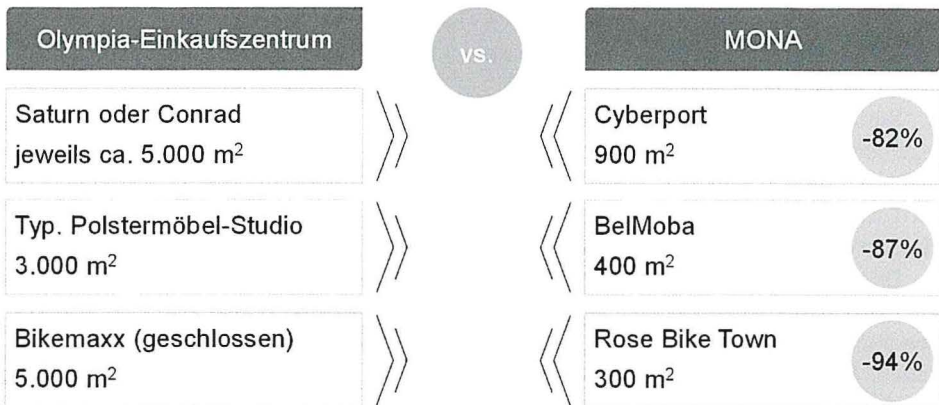 Olympia-Einkaufszentrum
vs.
MONA
Saturn oder Conrad
jeweils ca. 5.000 m²
Cyberport
900 m²
-82%
Typ. Polstermöbel-Studio
3.000 m²
BelMoba
400 m²
-87%
Bikemaxx (geschlossen)
5.000 m²
Rose Bike Town
300 m²
-94%